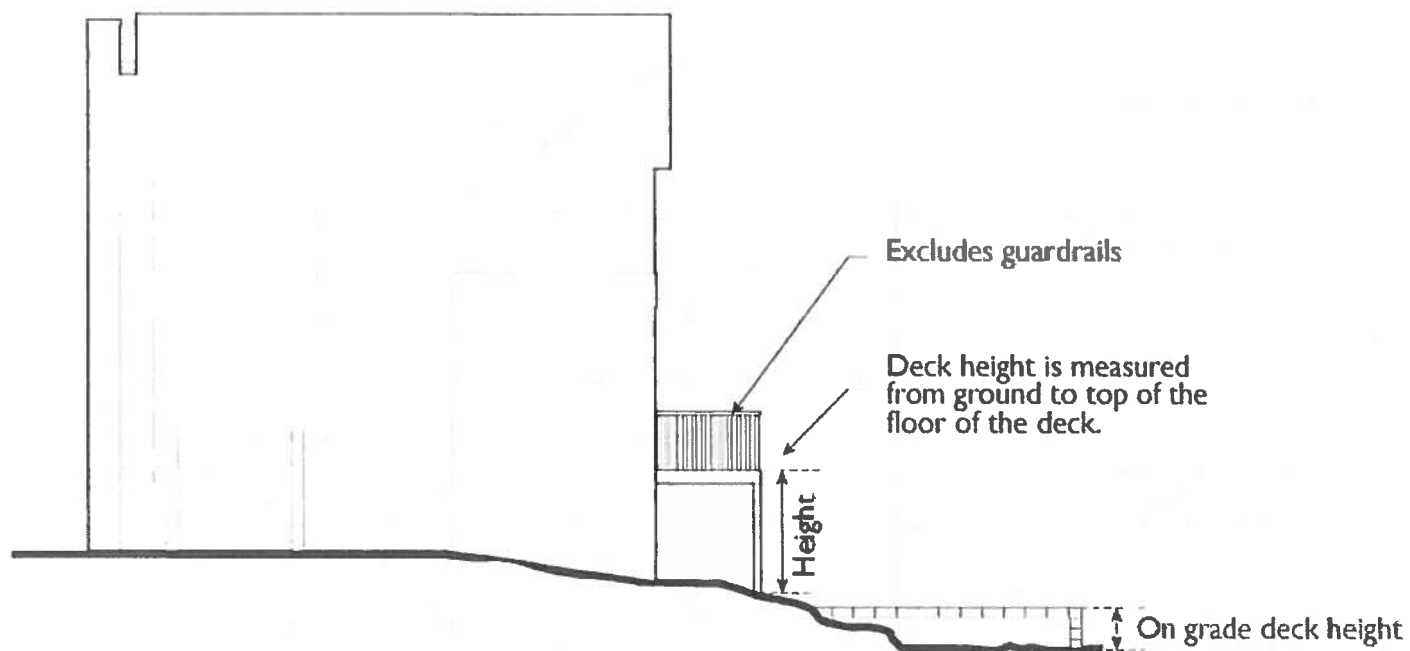 Excludes guardrails
Deck height is measured
from ground to top of the
floor of the deck.
Height
On grade deck height